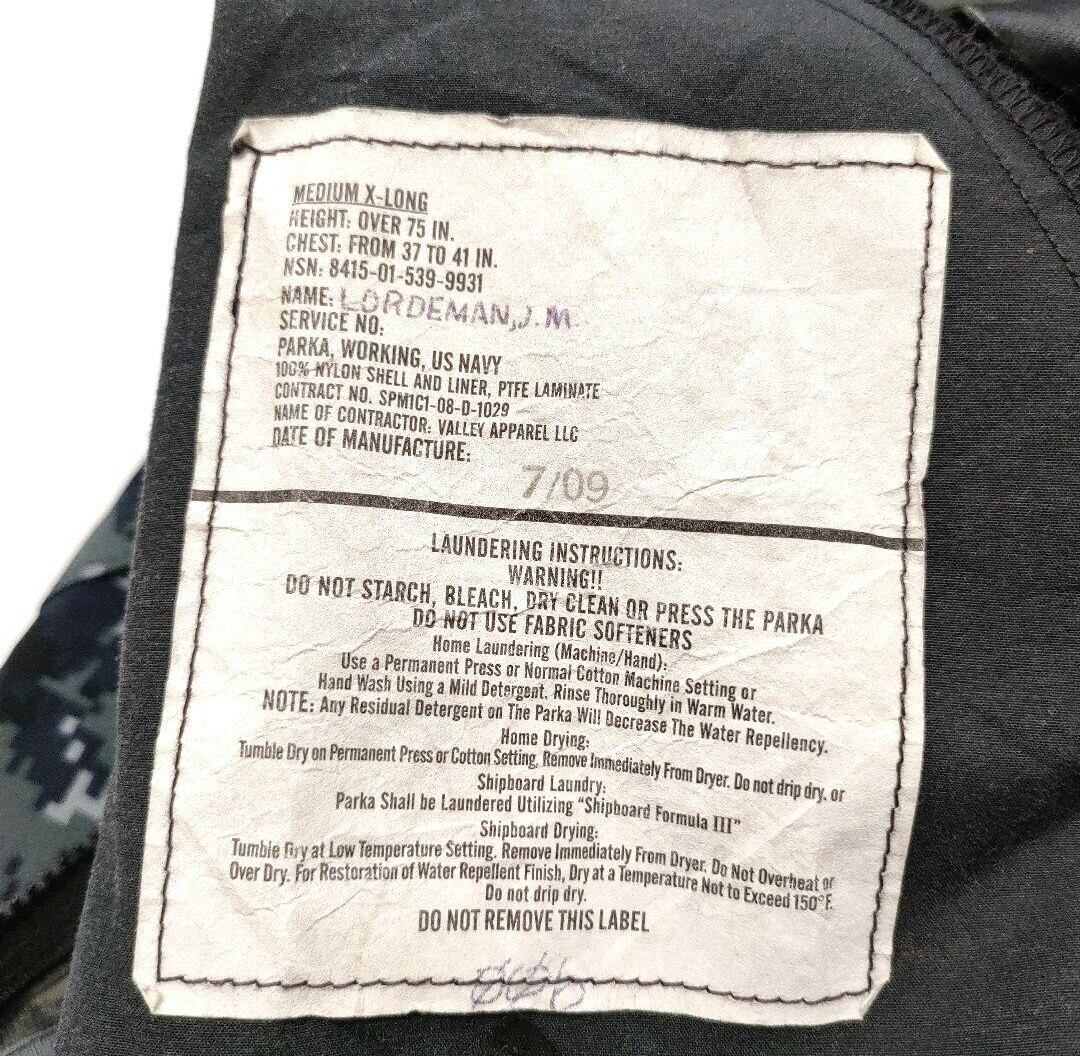 MEDIUM X-LONG
HEIGHT: OVER 75 IN.
CHEST: FROM 37 TO 41 IN.
NSN: 8415-01-539-9931
NAME: LORDEMAN, J. M.
SERVICE NO:
PARKA, WORKING, US NAVY
100% NYLON SHELL AND LINER, PTFE LAMINATE
CONTRACT NO. SPM1C1-08-D-1029
NAME OF CONTRACTOR: VALLEY APPAREL LLC
DATE OF MANUFACTURE:
7/09
LAUNDERING INSTRUCTIONS:
WARNING!!
DO NOT STARCH, BLEACH, DRY CLEAN OR PRESS THE PARKA
DO NOT USE FABRIC SOFTENERS
Home Laundering (Machine/Hand):
Use a Permanent Press or Normal Cotton Machine Setting or
Hand Wash Using a Mild Detergent. Rinse Thoroughly in Warm Water.
NOTE: Any Residual Detergent on The Parka Will Decrease The Water Repellency.
Home Drying:
Tumble Dry on Permanent Press or Cotton Setting, Remove Immediately From Dryer. Do not drip dry. or
Shipboard Laundry:
Parka Shall be Laundered Utilizing "Shipboard Formula III"
Shipboard Drying:
Tumble Dry at Low Temperature Setting. Remove Immediately From Dryer. Do Not Overheat or
Over Dry. For Restoration of Water Repellent Finish, Dry at a Temperature Not to Exceed 150°F.
Do not drip dry.
DO NOT REMOVE THIS LABEL